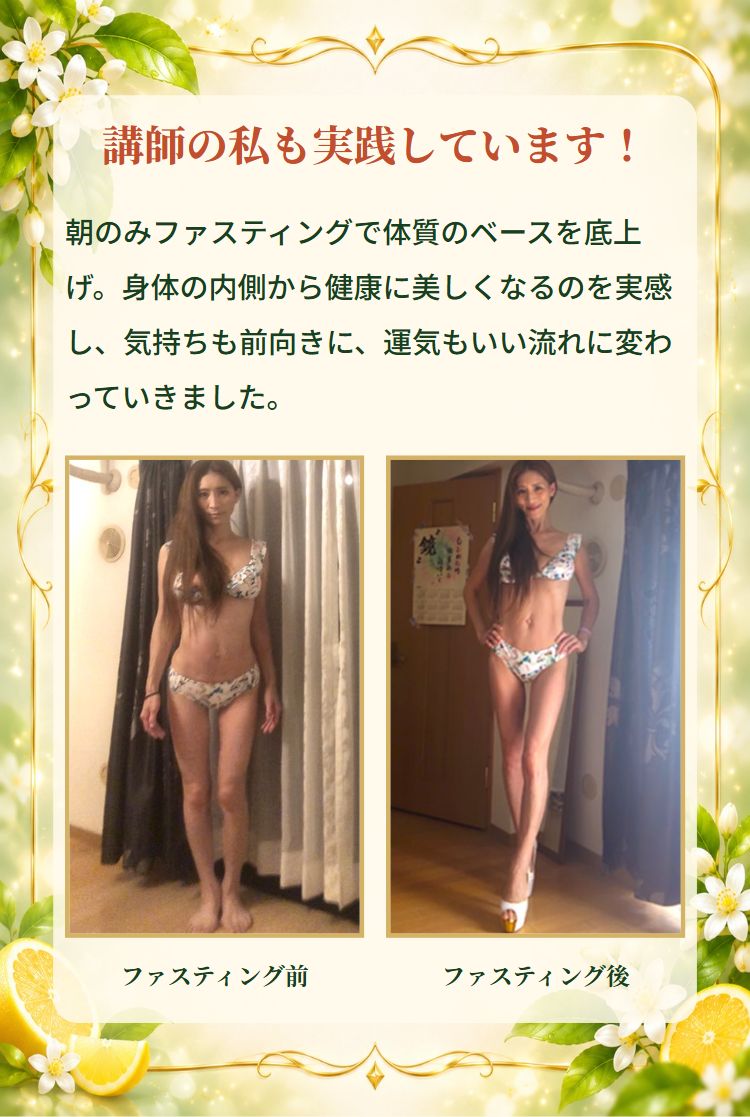 講師の私も実践しています！
朝のみファスティングで体質のベースを底上
げ。身体の内側から健康に美しくなるのを実感
し、気持ちも前向きに、運気もいい流れに変わ
っていきました。
鏡
ファスティング前
ファスティング後